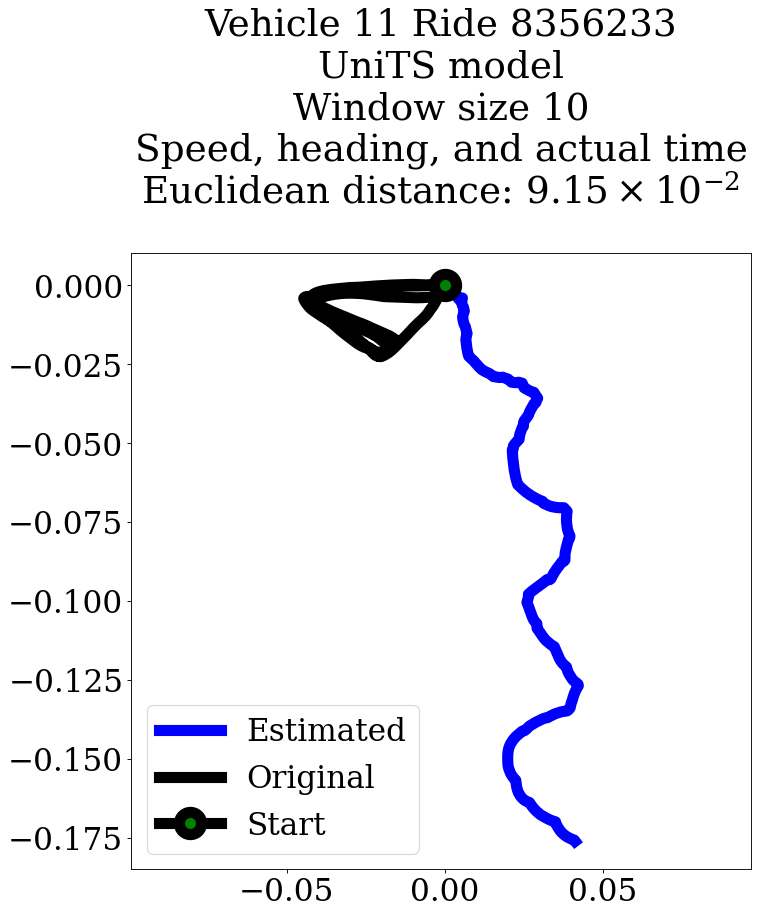 Vehicle 11 Ride 8356233
UniTS model
Window size 10
Speed, heading, and actual time
Euclidean distance: 9.15 × 10⁻²
0.000
−0.025
−0.050
−0.075
−0.100
−0.125
−0.150
−0.175
Estimated
Original
Start
−0.05 0.00 0.05